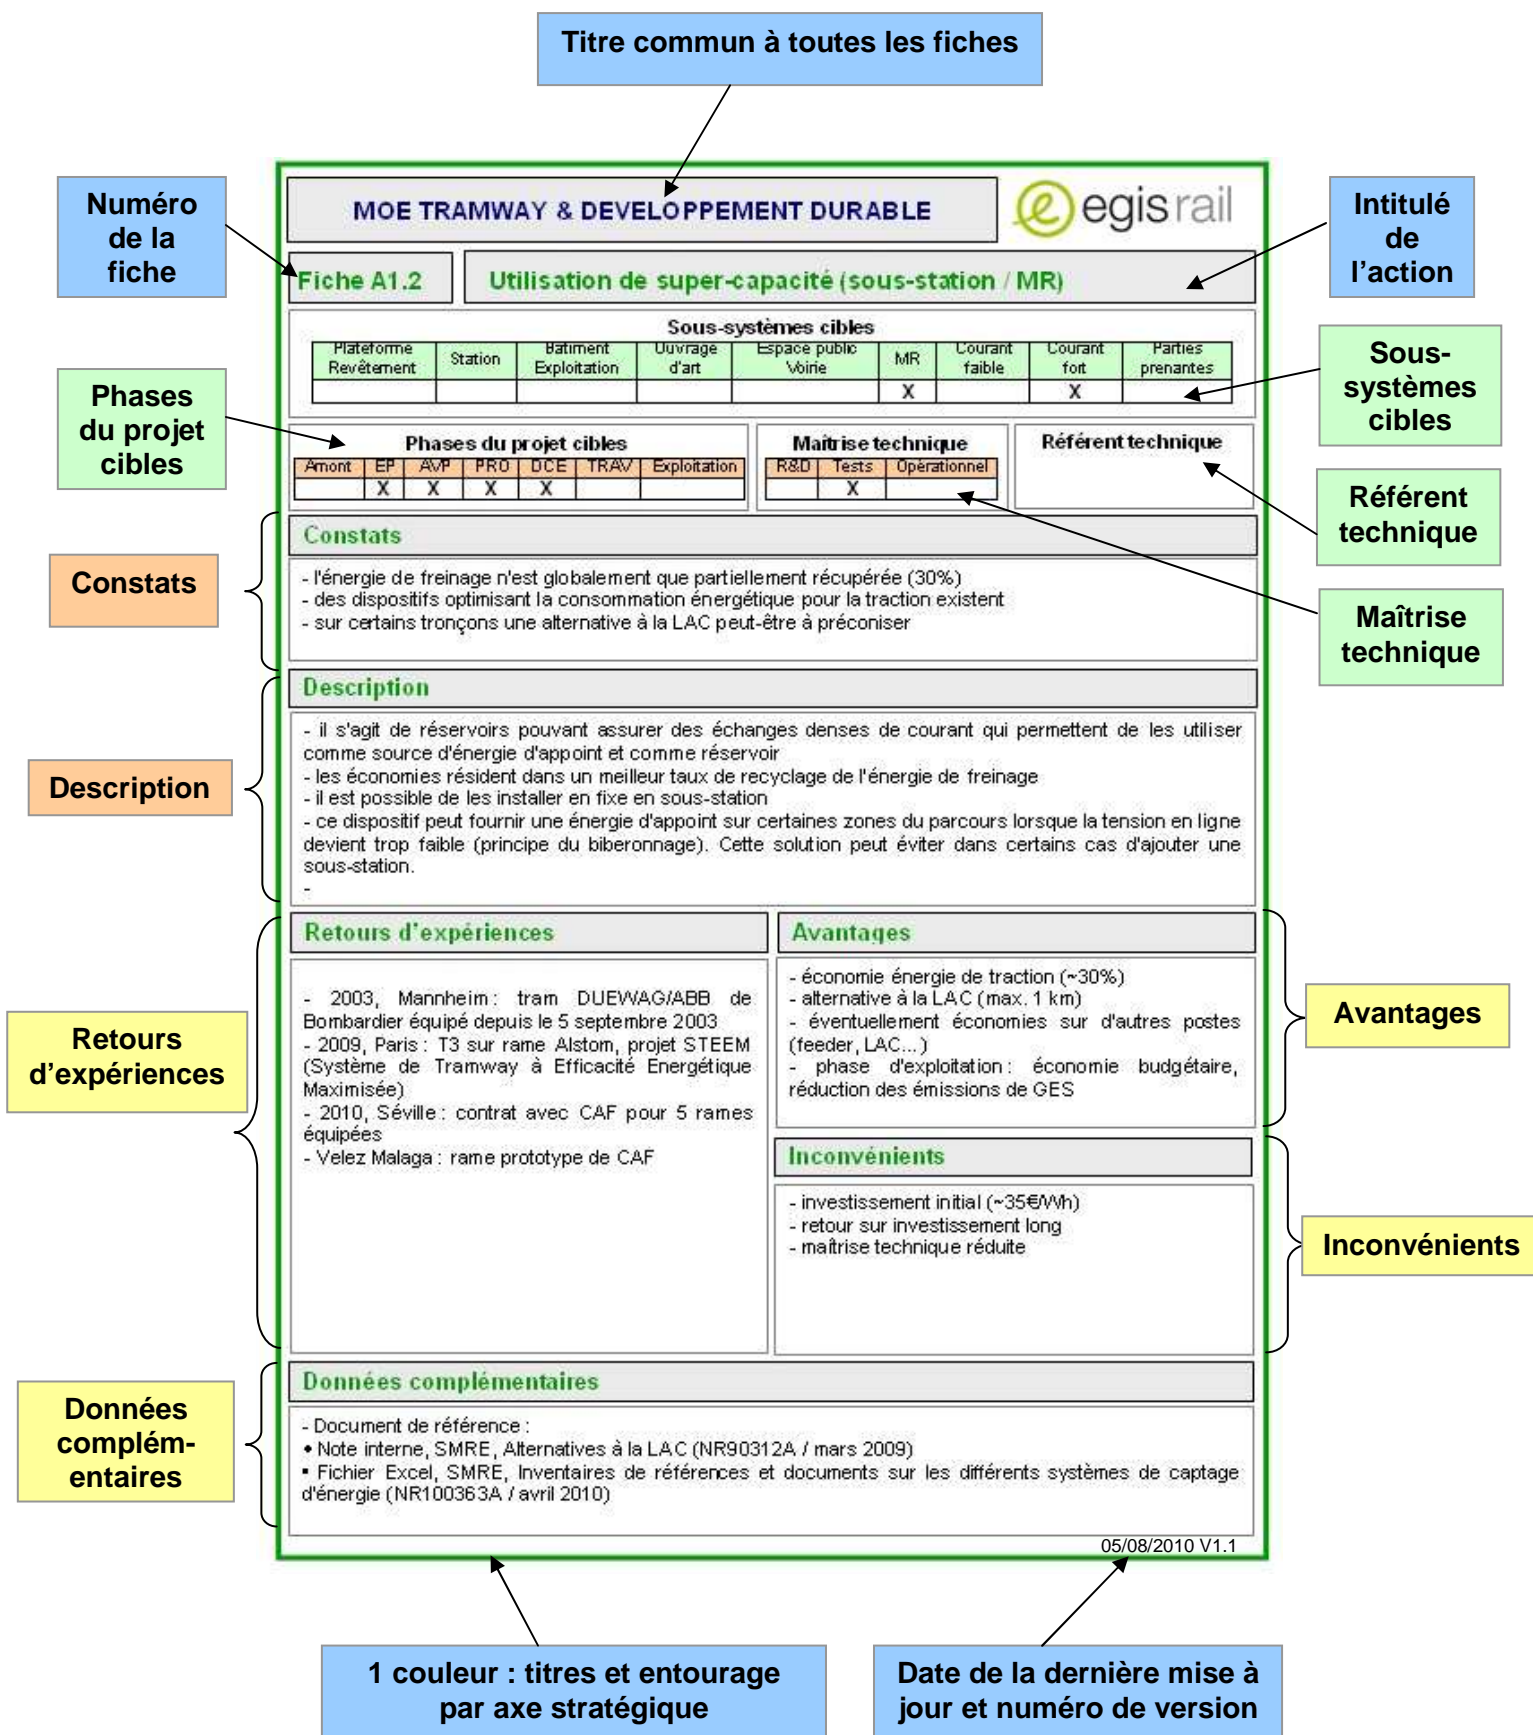 Titre commun à toutes les fiches
Numéro
de la
fiche
MOE TRAMWAY & DEVELOPPEMENT DURABLE
egis rail
Intitulé
de
l'action
Fiche A1.2
Utilisation de super-capacité (sous-station / MR)
Sous-systèmes cibles
Plateforme Revêtement
Station
Batiment Exploitation
Ouvrage d'art
Espace public Voirie
MR
Courant faible
Courant fort
Parties prenantes
X
X
Sous-
systèmes
cibles
Phases
du projet
cibles
Phases du projet cibles
Amont EP AVP PRO DCE TRAV Exploitation
X X X X
Maîtrise technique
R&D Tests Opérationnel
X
Référent technique
Référent
technique
Maîtrise
technique
Constats
Constats
- l'énergie de freinage n'est globalement que partiellement récupérée (30%)
- des dispositifs optimisant la consommation énergétique pour la traction existent
- sur certains tronçons une alternative à la LAC peut-être à préconiser
Description
Description
- il s'agit de réservoirs pouvant assurer des échanges denses de courant qui permettent de les utiliser
comme source d'énergie d'appoint et comme réservoir
- les économies résident dans un meilleur taux de recyclage de l'énergie de freinage
- il est possible de les installer en fixe en sous-station
- ce dispositif peut fournir une énergie d'appoint sur certaines zones du parcours lorsque la tension en ligne
devient trop faible (principe du biberonnage). Cette solution peut éviter dans certains cas d'ajouter une
sous-station.
-
Retours
d'expériences
Retours d'expériences
- 2003, Mannheim : tram DUEWAG/ABB de
Bombardier équipé depuis le 5 septembre 2003
- 2009, Paris : T3 sur rame Alstom, projet STEEM
(Système de Tramway à Efficacité Energétique
Maximisée)
- 2010, Séville : contrat avec CAF pour 5 rames
équipées
- Velez Malaga : rame prototype de CAF
Avantages
- économie énergie de traction (~30%)
- alternative à la LAC (max. 1 km)
- éventuellement économies sur d'autres postes
(feeder, LAC...)
- phase d'exploitation : économie budgétaire,
réduction des émissions de GES
Avantages
Inconvénients
- investissement initial (~35€/Wh)
- retour sur investissement long
- maîtrise technique réduite
Inconvénients
Données
complém-
entaires
Données complémentaires
- Document de référence :
• Note interne, SMRE, Alternatives à la LAC (NR90312A / mars 2009)
▪ Fichier Excel, SMRE, Inventaires de références et documents sur les différents systèmes de captage
d'énergie (NR100363A / avril 2010)
05/08/2010 V1.1
1 couleur : titres et entourage
par axe stratégique
Date de la dernière mise à
jour et numéro de version